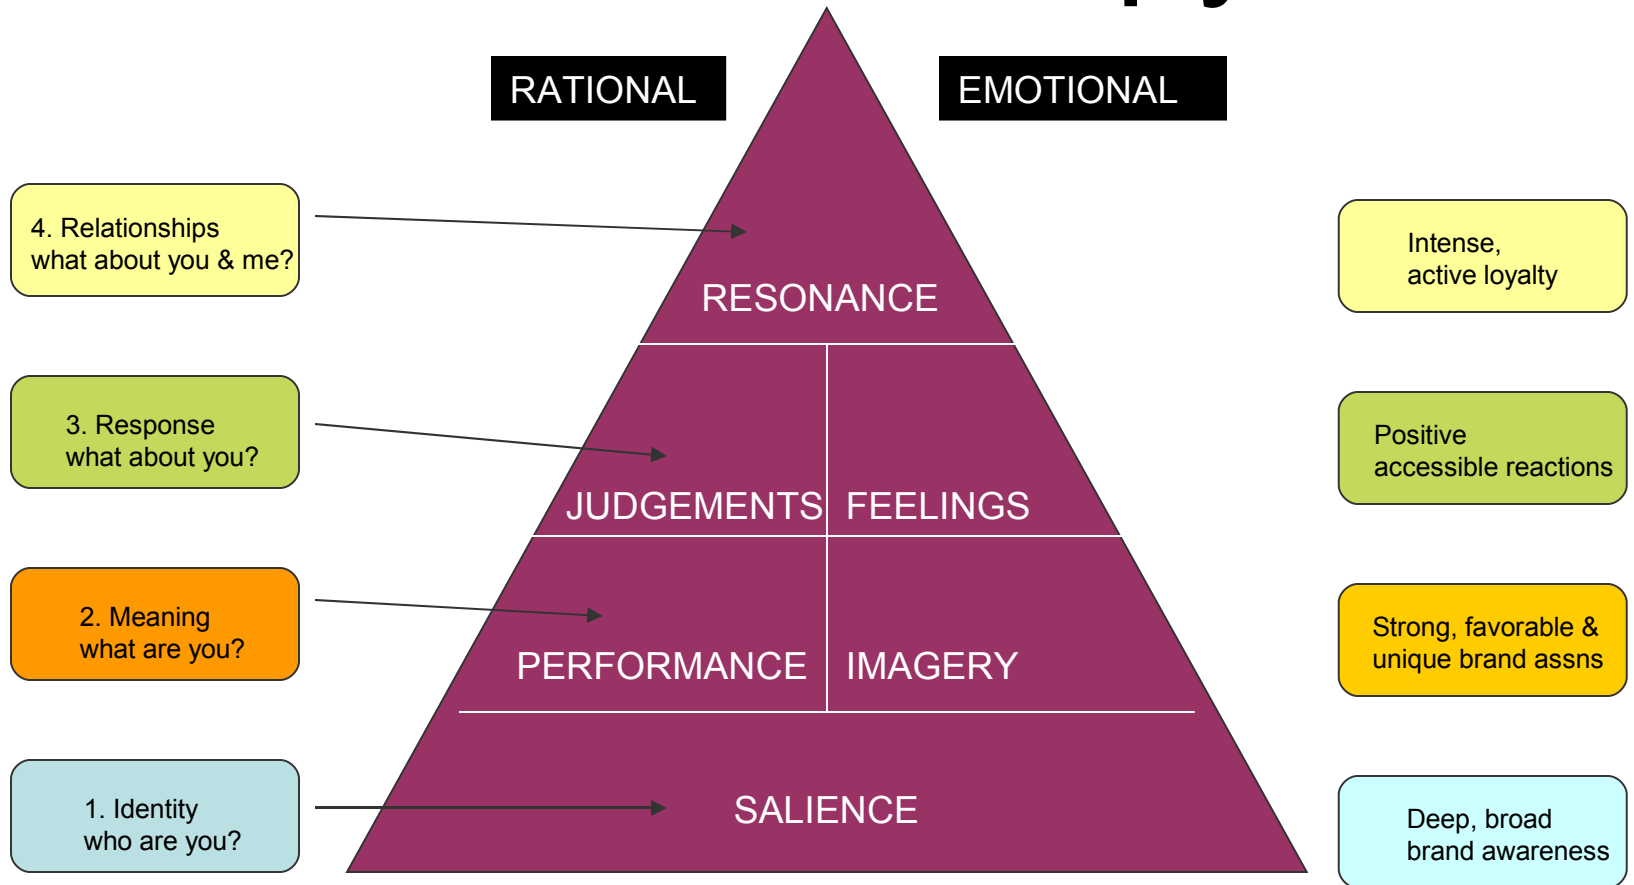 RATIONAL
EMOTIONAL
4. Relationships
what about you & me?
RESONANCE
Intense,
active loyalty
3. Response
what about you?
JUDGEMENTS
FEELINGS
Positive
accessible reactions
2. Meaning
what are you?
PERFORMANCE
IMAGERY
Strong, favorable &
unique brand assns
1. Identity
who are you?
SALIENCE
Deep, broad
brand awareness